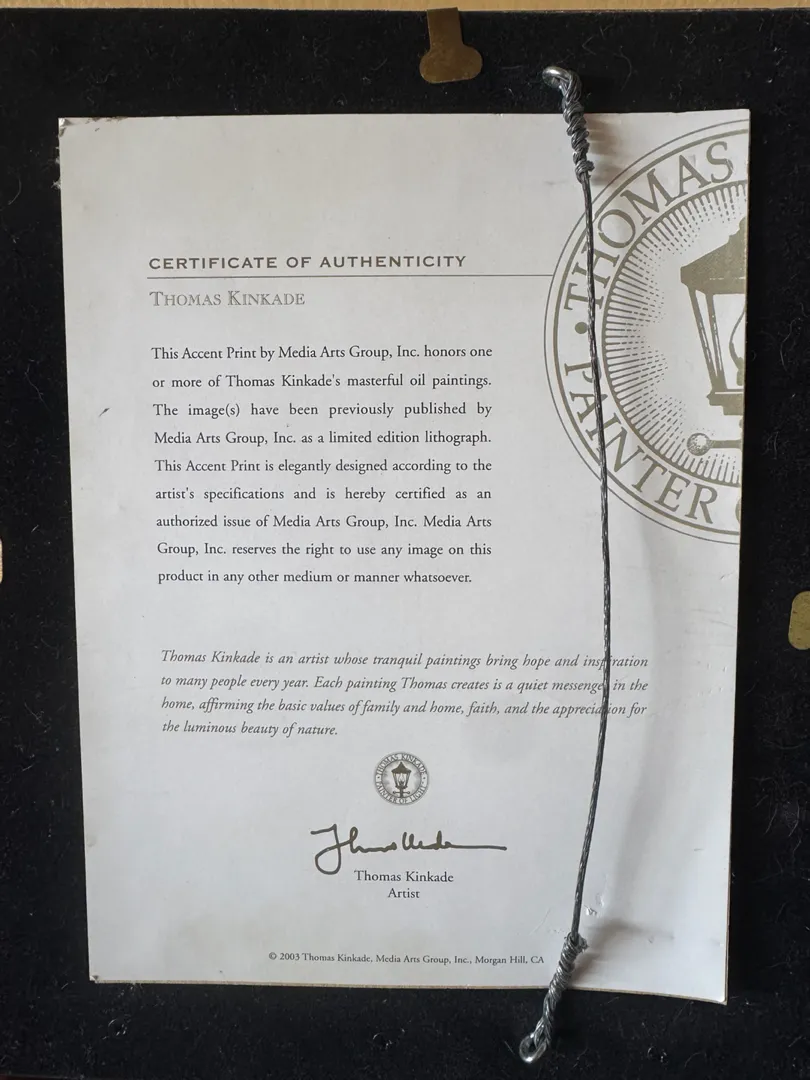 CERTIFICATE OF AUTHENTICITY
THOMAS KINKADE
This Accent Print by Media Arts Group, Inc. honors one
or more of Thomas Kinkade's masterful oil paintings.
The image(s) have been previously published by
Media Arts Group, Inc. as a limited edition lithograph.
This Accent Print is elegantly designed according to the
artist's specifications and is hereby certified as an
authorized issue of Media Arts Group, Inc. Media Arts
Group, Inc. reserves the right to use any image on this
product in any other medium or manner whatsoever.
THOMAS
PAINTER
Thomas Kinkade is an artist whose tranquil paintings bring hope and inspiration
to many people every year. Each painting Thomas creates is a quiet messenger in the
home, affirming the basic values of family and home, faith, and the appreciation for
the luminous beauty of nature.
THOMAS KINKADE
PAINTER OF LIGHT
Thomas Kinkade
Artist
© 2003 Thomas Kinkade, Media Arts Group, Inc., Morgan Hill, CA